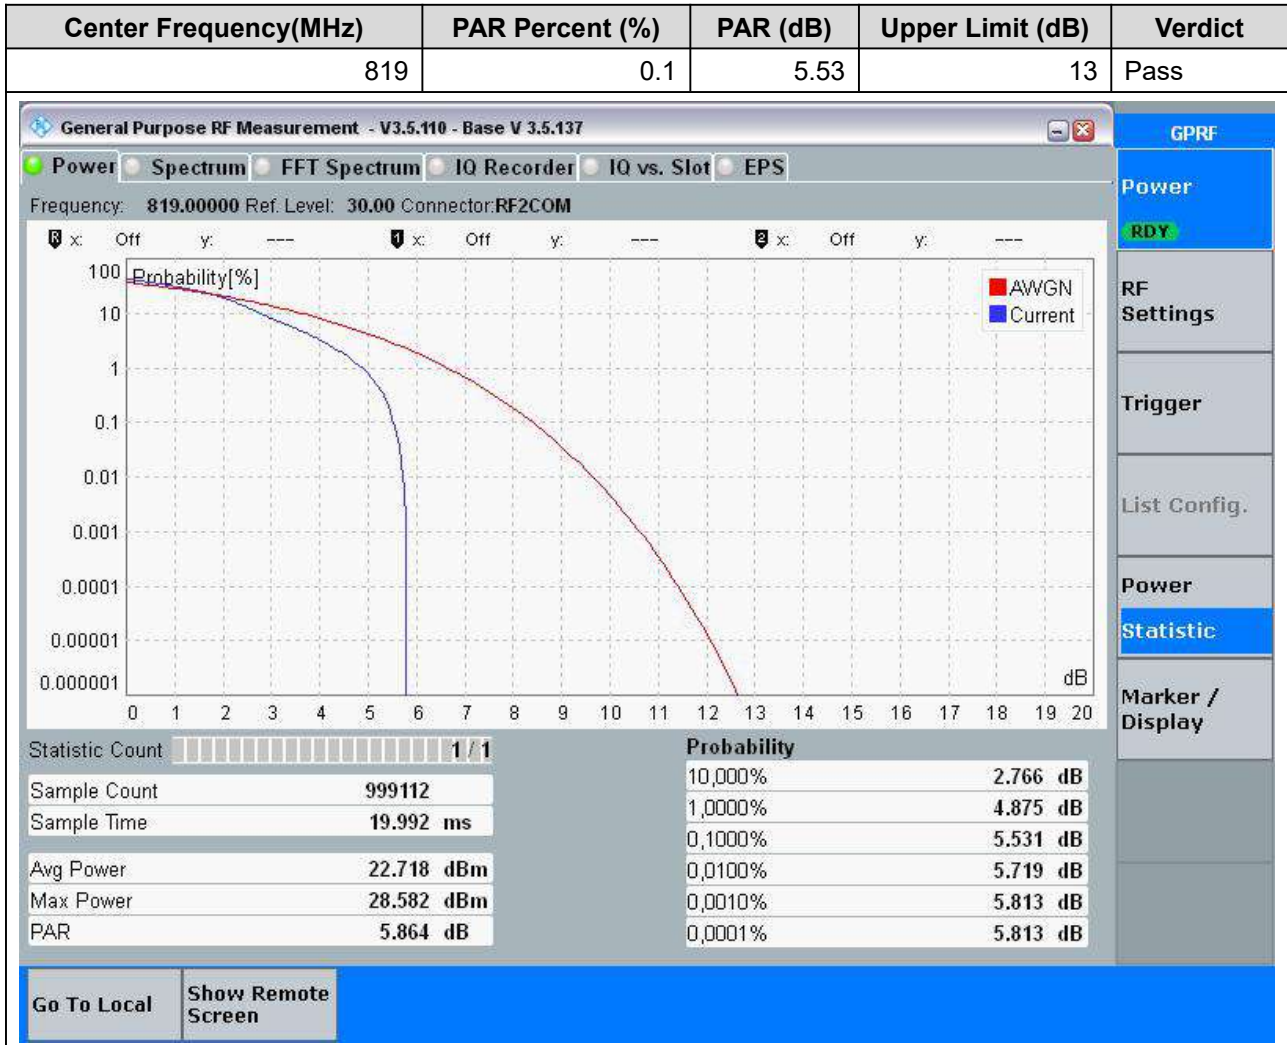 Center Frequency(MHz) PAR Percent (%) PAR (dB) Upper Limit (dB) Verdict
819 0.1 5.53 13 Pass
General Purpose RF Measurement - V3.5.110 - Base V 3.5.137
GPRF
Power Spectrum FFT Spectrum IQ Recorder IQ vs. Slot EPS
Power
RDY
Frequency: 819.00000 Ref. Level: 30.00 Connector:RF2COM
R x: Off y: --- 1 x: Off y: --- 2 x: Off y: ---
Probability[%]
AWGN
Current
100
10
1
0.1
0.01
0.001
0.0001
0.00001
0.000001
dB
0 1 2 3 4 5 6 7 8 9 10 11 12 13 14 15 16 17 18 19 20
RF
Settings
Trigger
List Config.
Power
Statistic
Marker /
Display
Statistic Count 1 / 1
Sample Count 999112
Sample Time 19.992 ms
Avg Power 22.718 dBm
Max Power 28.582 dBm
PAR 5.864 dB
Probability
10,000% 2.766 dB
1,0000% 4.875 dB
0,1000% 5.531 dB
0,0100% 5.719 dB
0,0010% 5.813 dB
0,0001% 5.813 dB
Go To Local
Show Remote
Screen